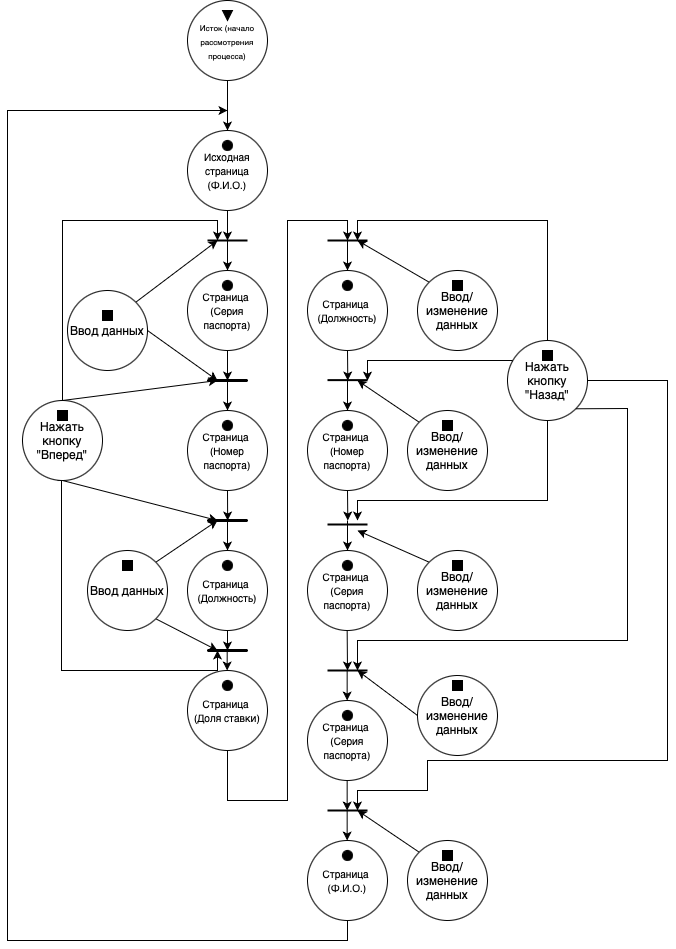 Исток (начало
рассмотрения
процесса)
Исходная
страница
(Ф.И.О.)
Страница
(Серия
паспорта)
Ввод данных
Нажать
кнопку
"Вперед"
Страница
(Номер
паспорта)
Ввод данных
Страница
(Должность)
Страница
(Доля ставки)
Страница
(Должность)
Ввод/
изменение
данных
Нажать
кнопку
"Назад"
Страница
(Номер
паспорта)
Ввод/
изменение
данных
Страница
(Серия
паспорта)
Ввод/
изменение
данных
Страница
(Серия
паспорта)
Ввод/
изменение
данных
Страница
(Ф.И.О.)
Ввод/
изменение
данных